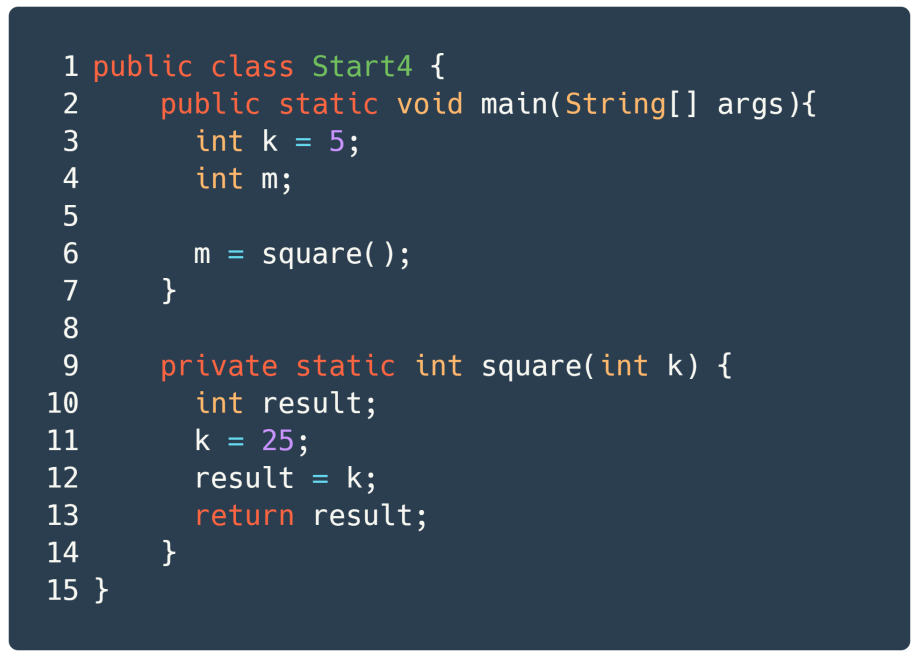 1 public class Start4 {
2     public static void main(String[] args){
3       int k = 5;
4       int m;
5
6       m = square();
7     }
8
9     private static int square(int k) {
10       int result;
11       k = 25;
12       result = k;
13       return result;
14     }
15 }